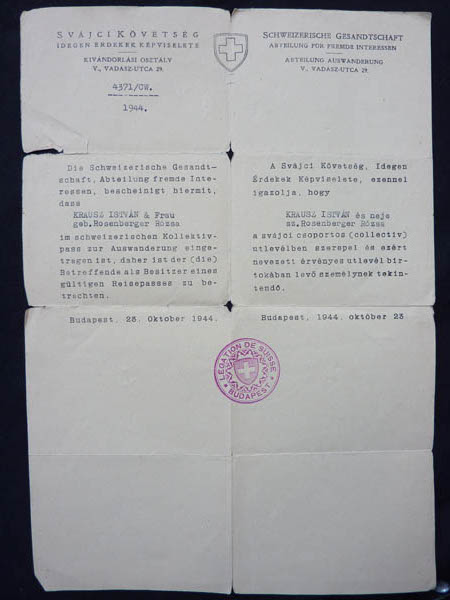 SVÁJCI KÖVETSÉG
IDEGEN ÉRDEKEK KÉPVISELETE
KIVÁNDORLÁSI OSZTÁLY
V., VADASZ-UTCA 29.
4371/CW.
1944.
SCHWEIZERISCHE GESANDTSCHAFT
ABTEILUNG FÜR FREMDE INTERESSEN
ABTEILUNG AUSWANDERUNG
V., VADASZ-UTCA 29.
Die Schweizerische Gesandt-
schaft, Abteilung fremde Inte-
ressen, bescheinigt hiermit,
dass
KRAUSZ ISTVÁN & Frau
geb.Rosenberger Rózsa
im schweizerischen Kollektiv-
pass zur Auswanderung einge-
tragen ist, daher ist der (die)
Betreffende als Besitzer eines
gültigen Reisepasses zu be-
trachten.
Budapest, 23. Oktober 1944.
A Svájci Követség, Idegen
Érdekek Képviselete, ezennel
igazolja, hogy
KRAUSZ ISTVÁN és neje
sz.Rosenberger Rózsa
a svájci csoportos (collectiv)
utlevélben szerepel és ezért
nevezett érvényes utlevél bir-
tokában levő személynek tekin-
tendő.
Budapest, 1944. október 23
LÉGATION DE SUISSE
BUDAPEST